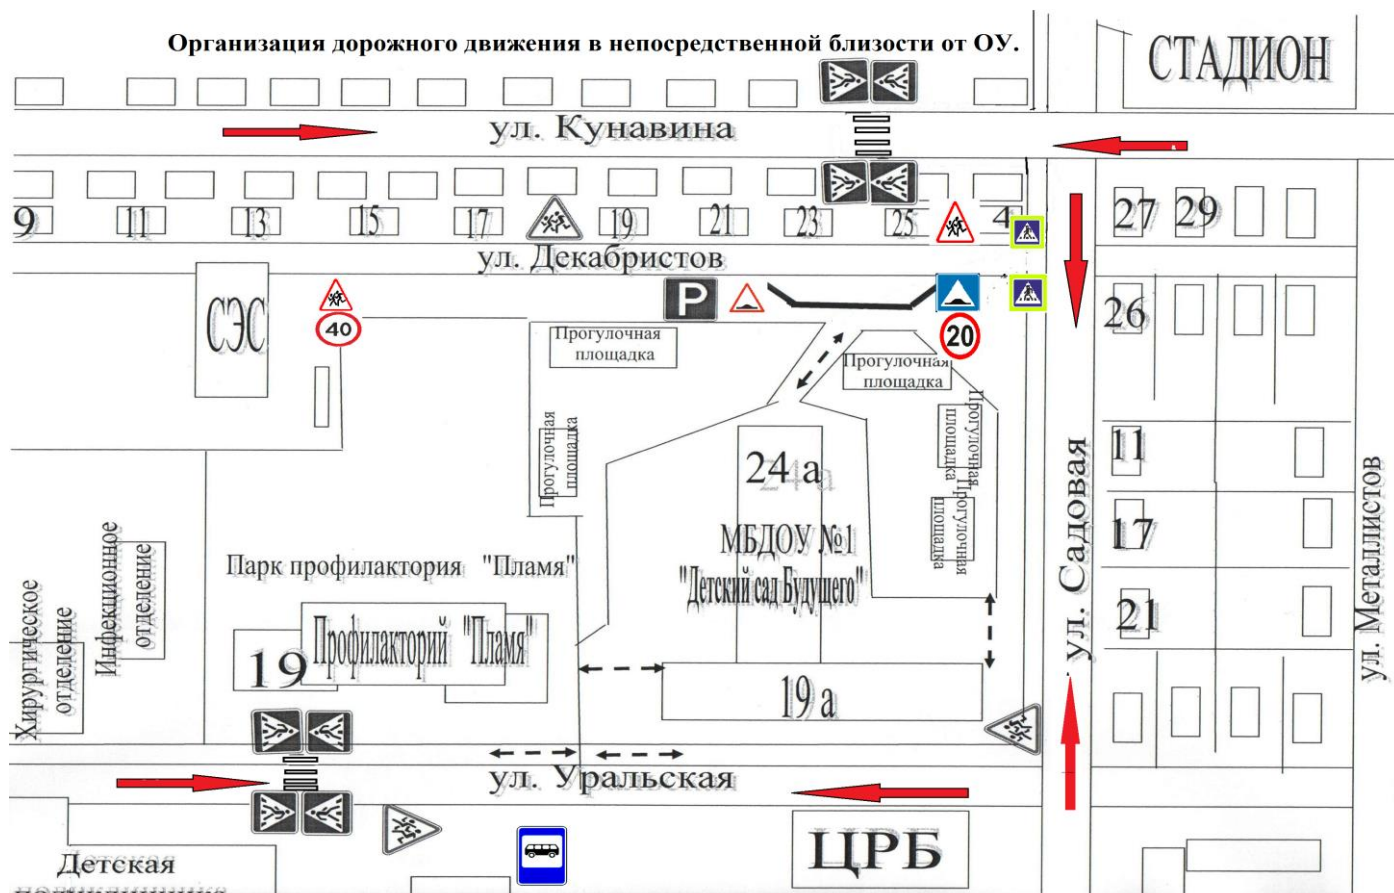 Организация дорожного движения в непосредственной близости от ОУ.
СТАДИОН
ул. Кунавина
9
11
13
15
17
19
21
23
25
4
27
29
ул. Декабристов
СЭС
40
P
20
26
Прогулочная
площадка
Прогулочная
площадка
Прогулочная
площадка
Прогулочная
площадка
Прогулочная
площадка
24 а
МБДОУ №1
"Детский сад Будущего"
11
17
21
ул. Садовая
ул. Металлистов
Хирургическое
отделение
Инфекционное
отделение
Парк профилактория "Пламя"
Профилакторий "Пламя"
19
19 а
ул. Уральская
ЦРБ
Детская
поликлиника